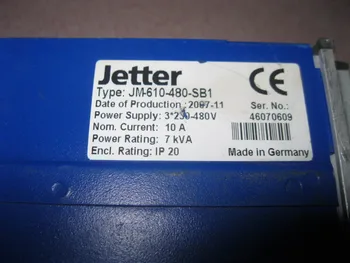 Jetter CE
Type: JM-610-480-SB1
Date of Production : 2007-11 Ser. No.:
Power Supply: 3*230-480V 46070609
Nom. Current: 10 A
Rating Power: 7 kVA
Encl. Rating: IP 20 Made in Germany